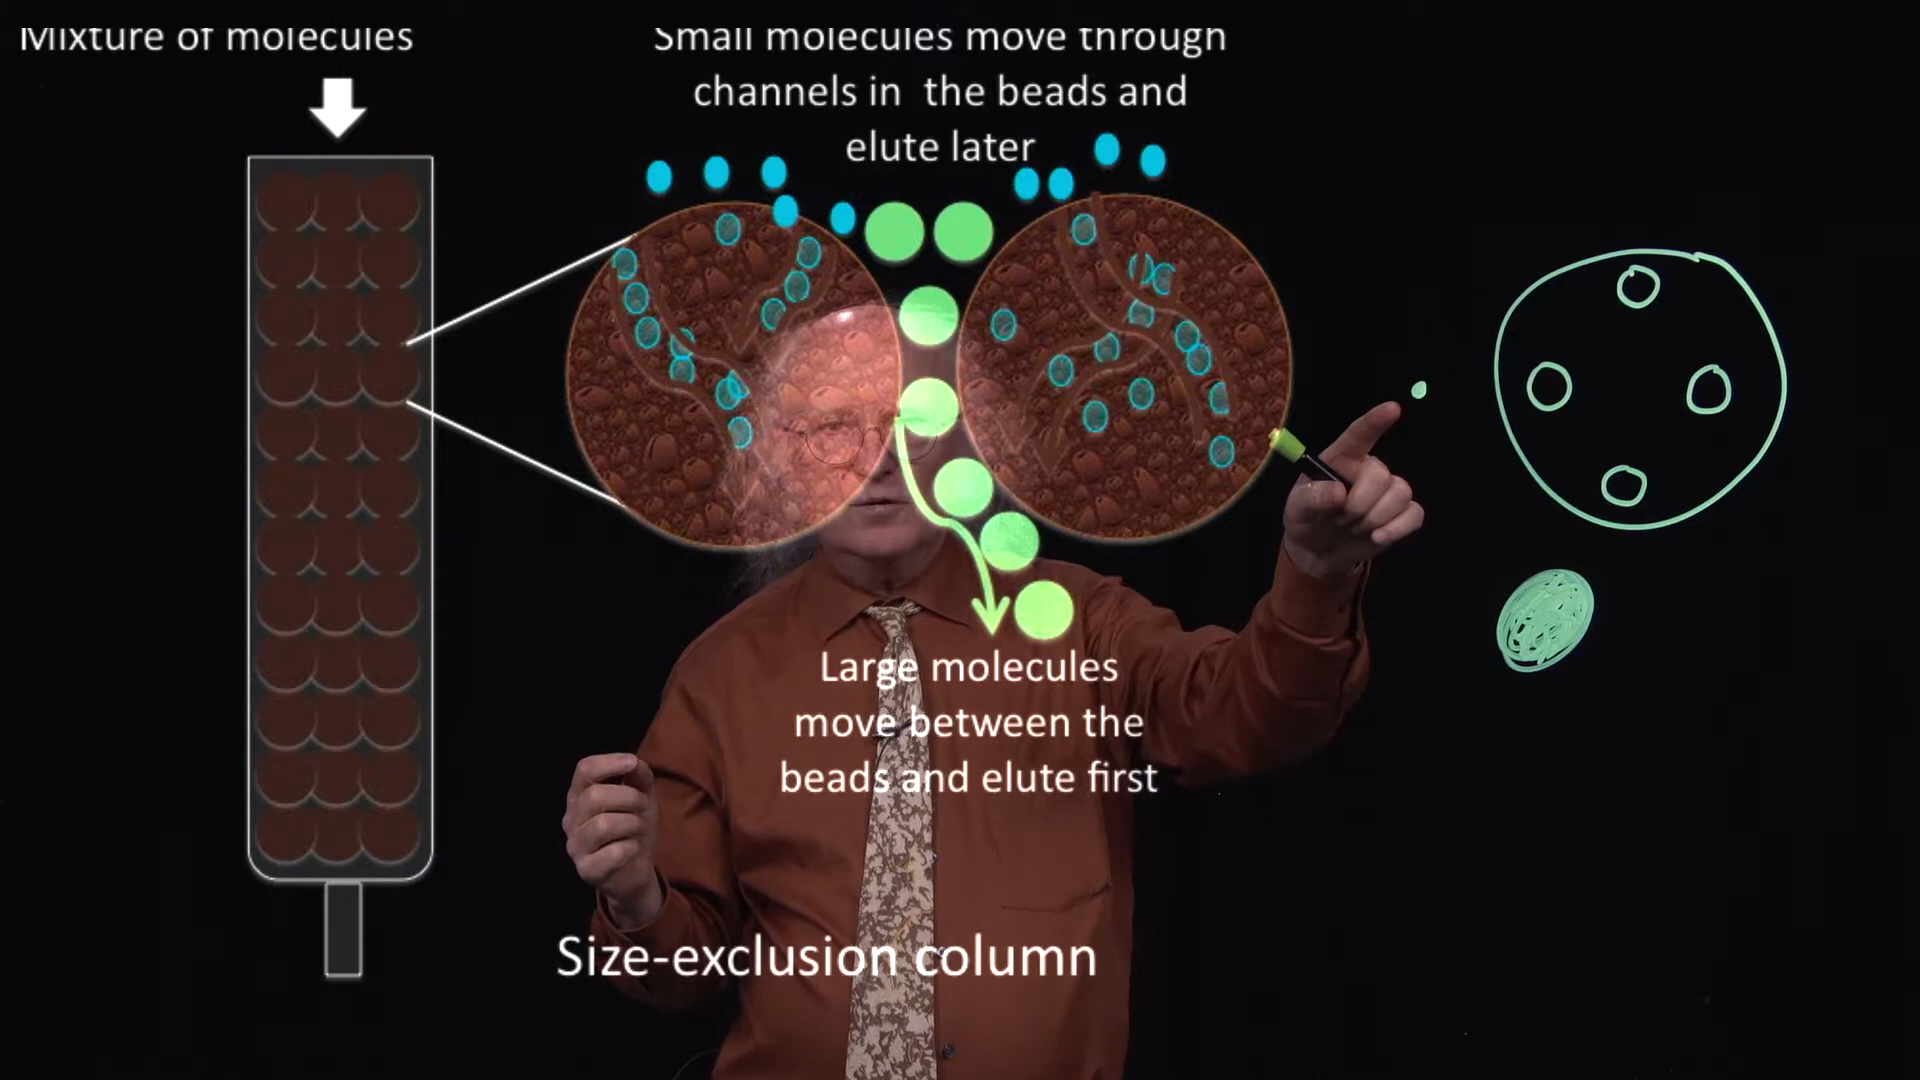 Mixture of molecules
Small molecules move through
channels in the beads and
elute later
Large molecules
move between the
beads and elute first
Size-exclusion column